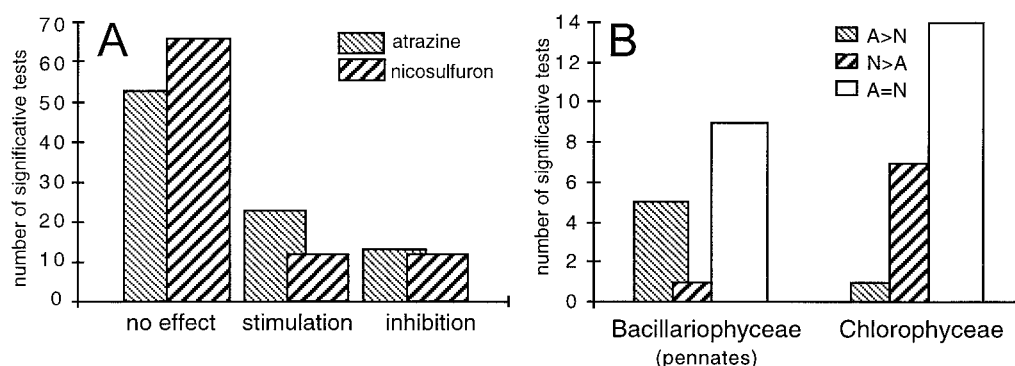 A
number of significative tests
70
60
50
40
30
20
10
0
atrazine
nicosulfuron
no effect stimulation inhibition
B
number of significative tests
14
12
10
8
6
4
2
0
A>N
N>A
A=N
Bacillariophyceae Chlorophyceae
(pennates)